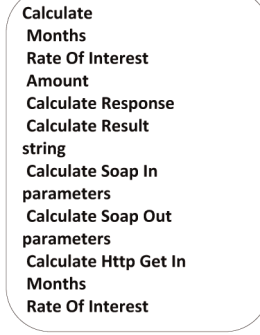 Calculate
Months
Rate Of Interest
Amount
Calculate Response
Calculate Result
string
Calculate Soap In
parameters
Calculate Soap Out
parameters
Calculate Http Get In
Months
Rate Of Interest